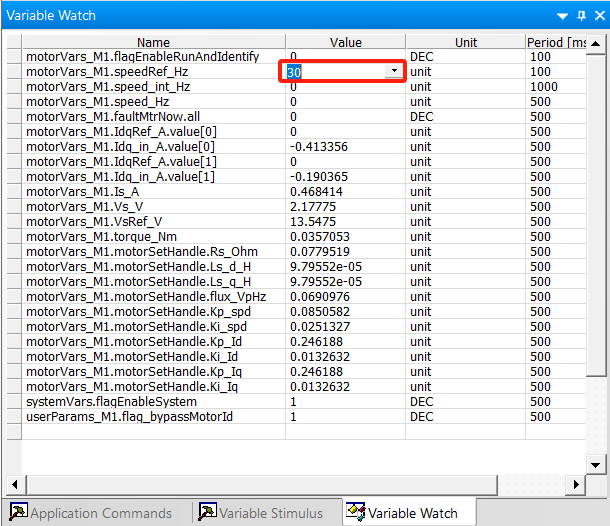 Variable Watch
Name Value Unit Period [ms
motorVars_M1.flagEnableRunAndIdentify 0 DEC 100
motorVars_M1.speedRef_Hz 30 unit 100
motorVars_M1.speed_int_Hz 0 unit 1000
motorVars_M1.speed_Hz 0 unit 500
motorVars_M1.faultMtrNow.all 0 DEC 500
motorVars_M1.IdqRef_A.value[0] 0 unit 500
motorVars_M1.Idq_in_A.value[0] -0.413356 unit 500
motorVars_M1.IdqRef_A.value[1] 0 unit 500
motorVars_M1.Idq_in_A.value[1] -0.190365 unit 500
motorVars_M1.Is_A 0.468414 unit 500
motorVars_M1.Vs_V 2.17775 unit 500
motorVars_M1.VsRef_V 13.5475 unit 500
motorVars_M1.torque_Nm 0.0357053 unit 500
motorVars_M1.motorSetHandle.Rs_Ohm 0.0779519 unit 500
motorVars_M1.motorSetHandle.Ls_d_H 9.79552e-05 unit 500
motorVars_M1.motorSetHandle.Ls_q_H 9.79552e-05 unit 500
motorVars_M1.motorSetHandle.flux_VpHz 0.0690976 unit 500
motorVars_M1.motorSetHandle.Kp_spd 0.0850582 unit 500
motorVars_M1.motorSetHandle.Ki_spd 0.0251327 unit 500
motorVars_M1.motorSetHandle.Kp_Id 0.246188 unit 500
motorVars_M1.motorSetHandle.Ki_Id 0.0132632 unit 500
motorVars_M1.motorSetHandle.Kp_Iq 0.246188 unit 500
motorVars_M1.motorSetHandle.Ki_Iq 0.0132632 unit 500
systemVars.flagEnableSystem 1 DEC 500
userParams_M1.flag_bypassMotorId 1 DEC 500
Application Commands Variable Stimulus Variable Watch